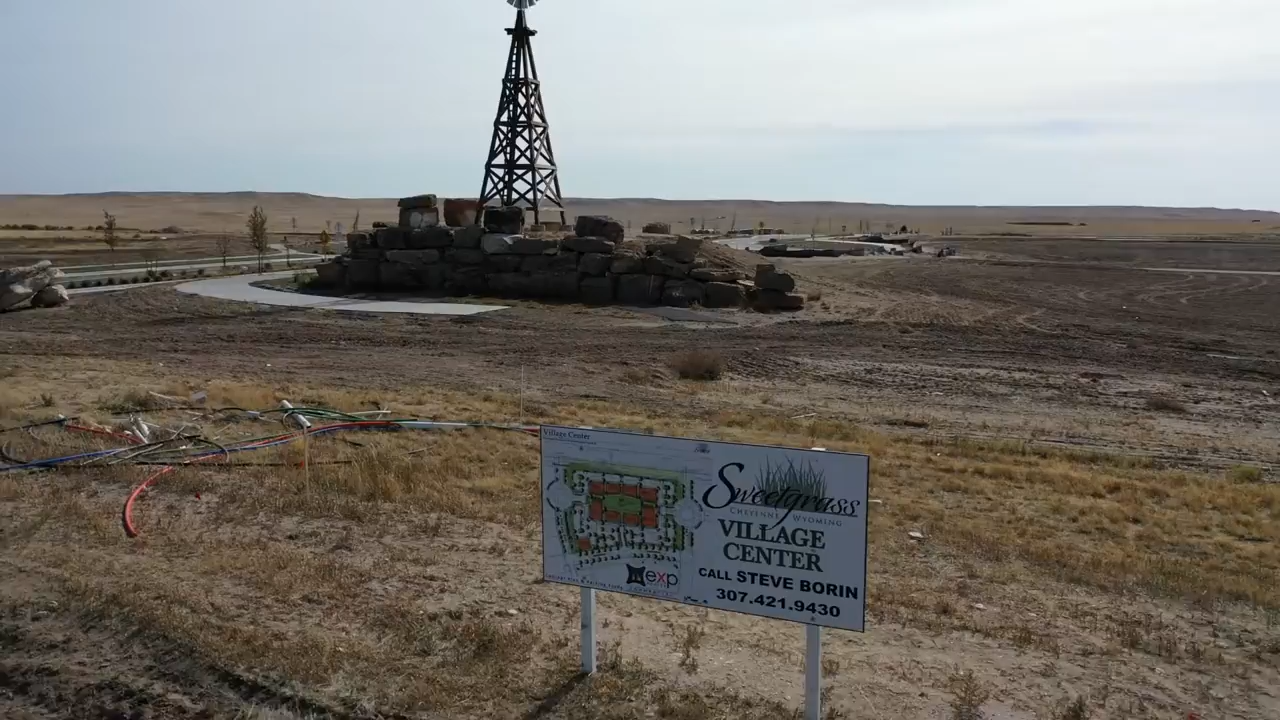 Village Center
Sweetgrass
CHEYENNE WYOMING
VILLAGE
CENTER
CALL STEVE BORIN
307.421.9430
exp